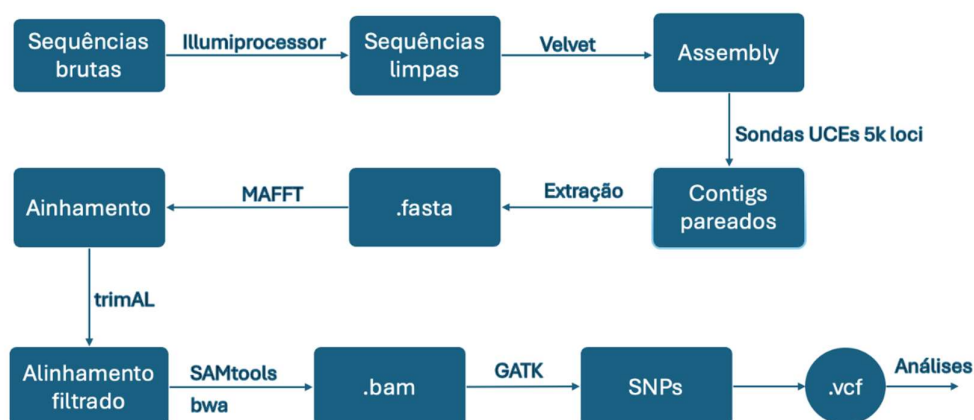 Sequências
brutas
Illumiprocessor
Sequências
limpas
Velvet
Assembly
Sondas UCEs 5k loci
Contigs
pareados
Extração
.fasta
MAFFT
Ainhamento
trimAL
Alinhamento
filtrado
SAMtools
bwa
.bam
GATK
SNPs
.vcf
Análises